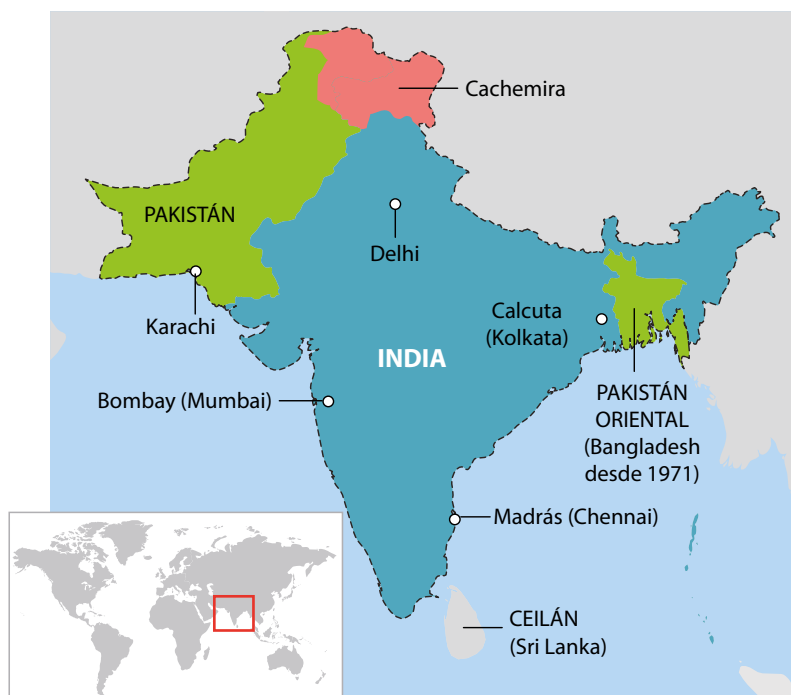 Cachemira
PAKISTÁN
Delhi
Karachi
Calcuta
(Kolkata)
INDIA
Bombay (Mumbai)
PAKISTÁN
ORIENTAL
(Bangladesh
desde 1971)
Madrás (Chennai)
CEILÁN
(Sri Lanka)